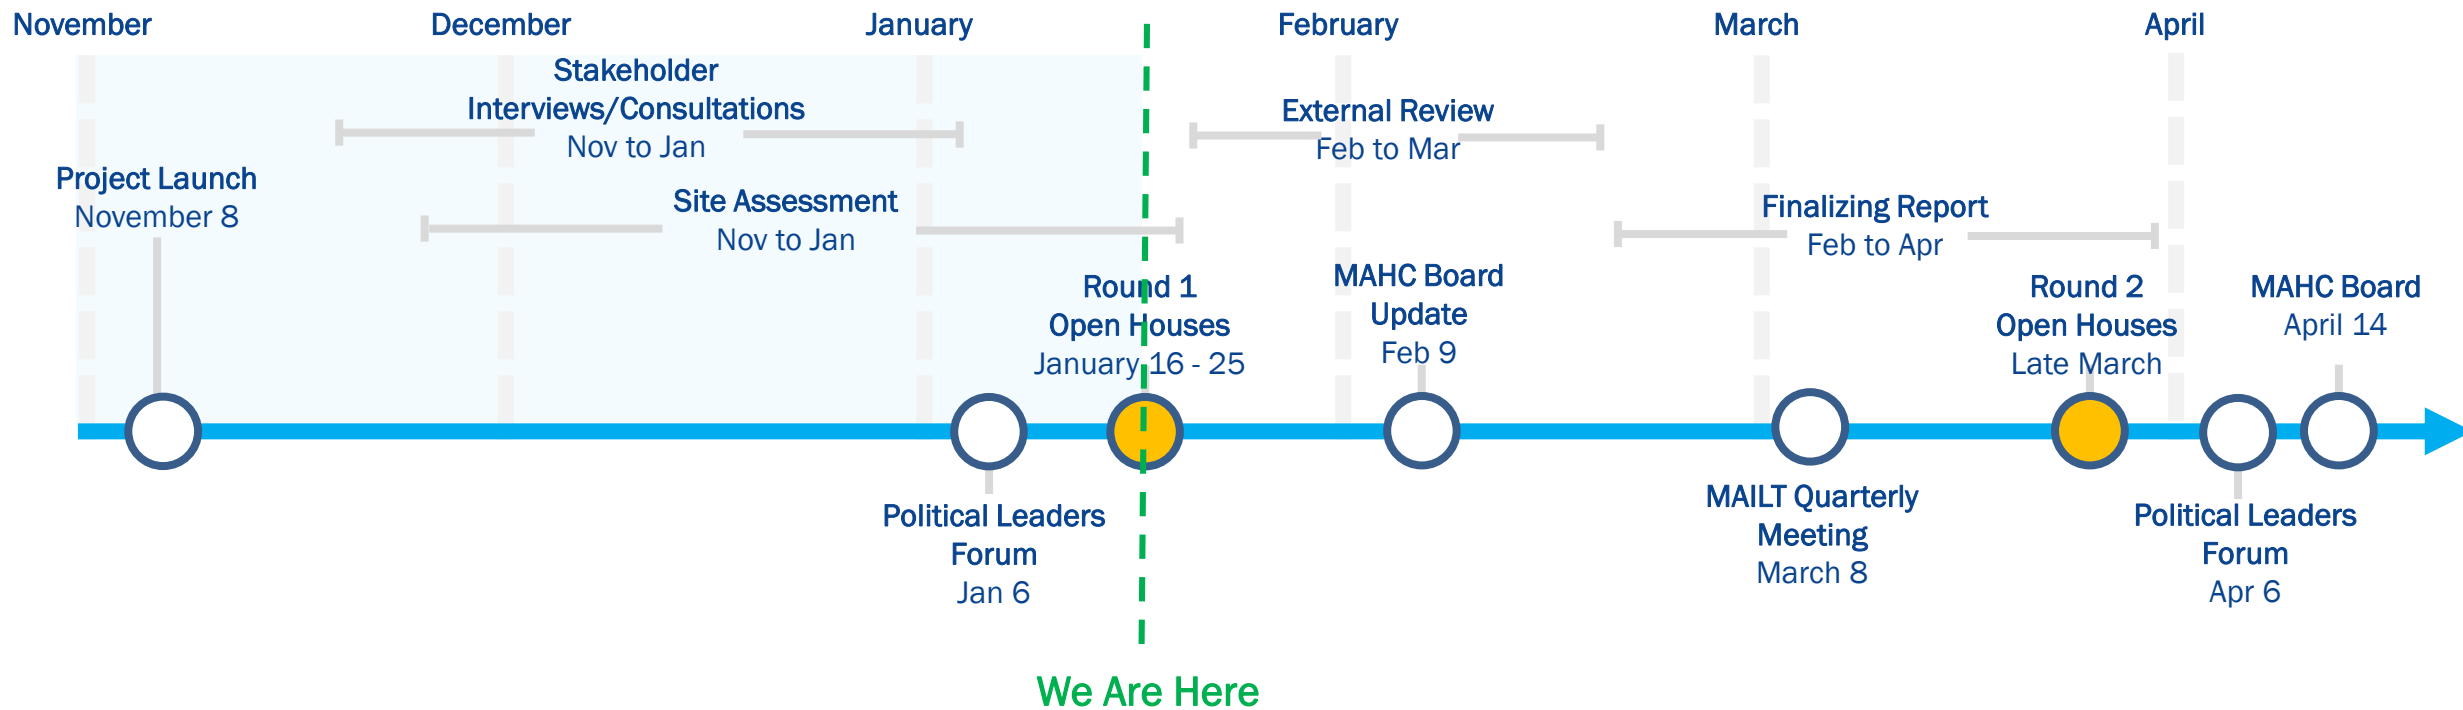 November
December
January
February
March
April
Stakeholder
Interviews/Consultations
Nov to Jan
External Review
Feb to Mar
Project Launch
November 8
Site Assessment
Nov to Jan
Finalizing Report
Feb to Apr
Round 1
Open Houses
January 16 - 25
MAHC Board
Update
Feb 9
Round 2
Open Houses
Late March
MAHC Board
April 14
Political Leaders
Forum
Jan 6
MAILT Quarterly
Meeting
March 8
Political Leaders
Forum
Apr 6
We Are Here